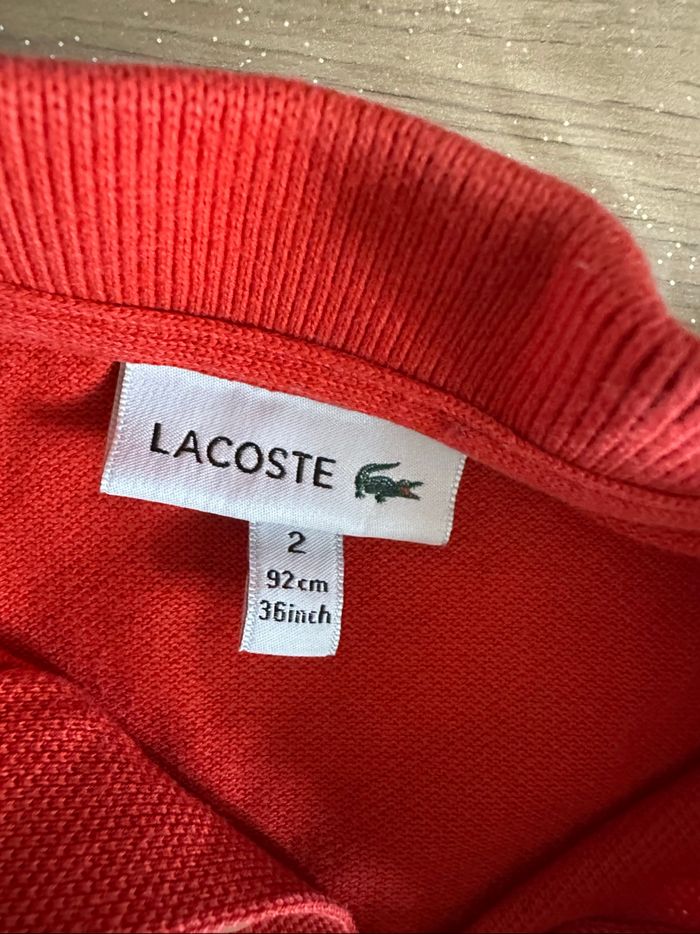 LACOSTE
2
92cm
36inch